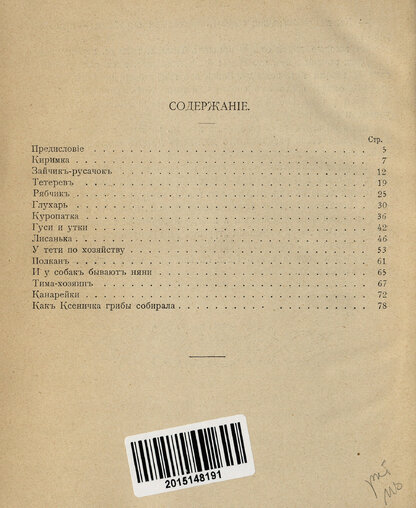 СОДЕРЖАНІЕ.
Стр.
Предисловіе . . . . . . . . . . 5
Киримка . . . . . . . . . . 7
Зайчикъ-русачокъ . . . . . . . . . . 12
Тетеревъ . . . . . . . . . . 19
Рябчикъ . . . . . . . . . . 25
Глухарь . . . . . . . . . . 30
Куропатка . . . . . . . . . . 36
Гуси и утки . . . . . . . . . . 42
Лисанька . . . . . . . . . . 46
У тети по хозяйству . . . . . . . . . . 53
Полканъ . . . . . . . . . . 61
И у собакъ бываютъ няни . . . . . . . . . . 65
Тима-хозяинъ . . . . . . . . . . 67
Канарейки . . . . . . . . . . 72
Какъ Ксеничка грибы собирала . . . . . . . . . . 78
2015148191